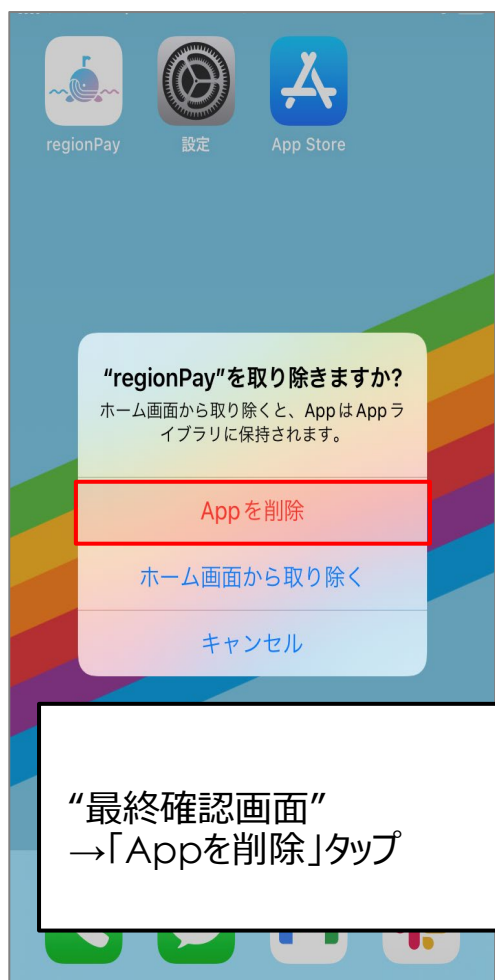 regionPay
設定
App Store
“regionPay”を取り除きますか?
ホーム画面から取り除くと、AppはAppラ
イブラリに保持されます。
Appを削除
ホーム画面から取り除く
キャンセル
“最終確認画面”
→「Appを削除」タップ